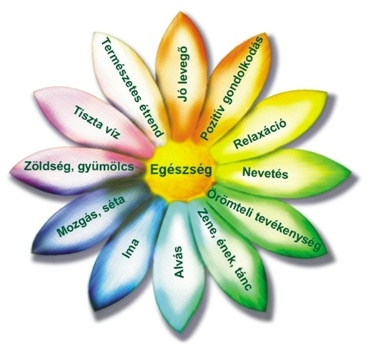 Egészség
Jó levegő
Pozitív gondolkodás
Relaxáció
Nevetés
Örömteli tevékenység
Zene, ének, tánc
Alvás
Ima
Mozgás, séta
Zöldség, gyümölcs
Tiszta víz
Természetes étrend